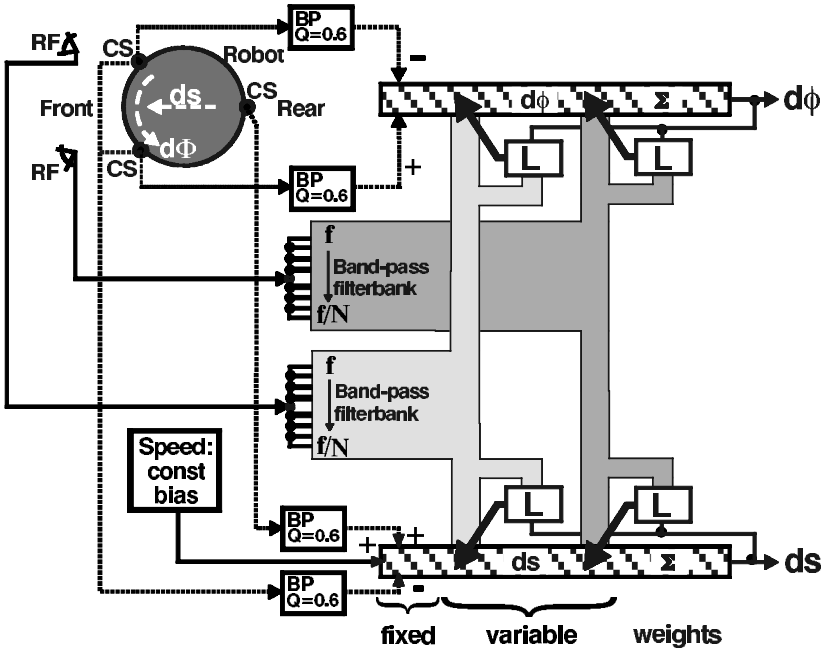 BP
Q=0.6
-
RF
CS
Robot
CS
ds
Front
Rear
dΦ
CS
RF
dϕ
Σ
dϕ
L
L
BP
Q=0.6
+
f
Band-pass
filterbank
f/N
f
Band-pass
filterbank
f/N
Speed:
const
bias
L
L
BP
Q=0.6
+
+
ds
Σ
ds
BP
Q=0.6
-
fixed
variable
weights